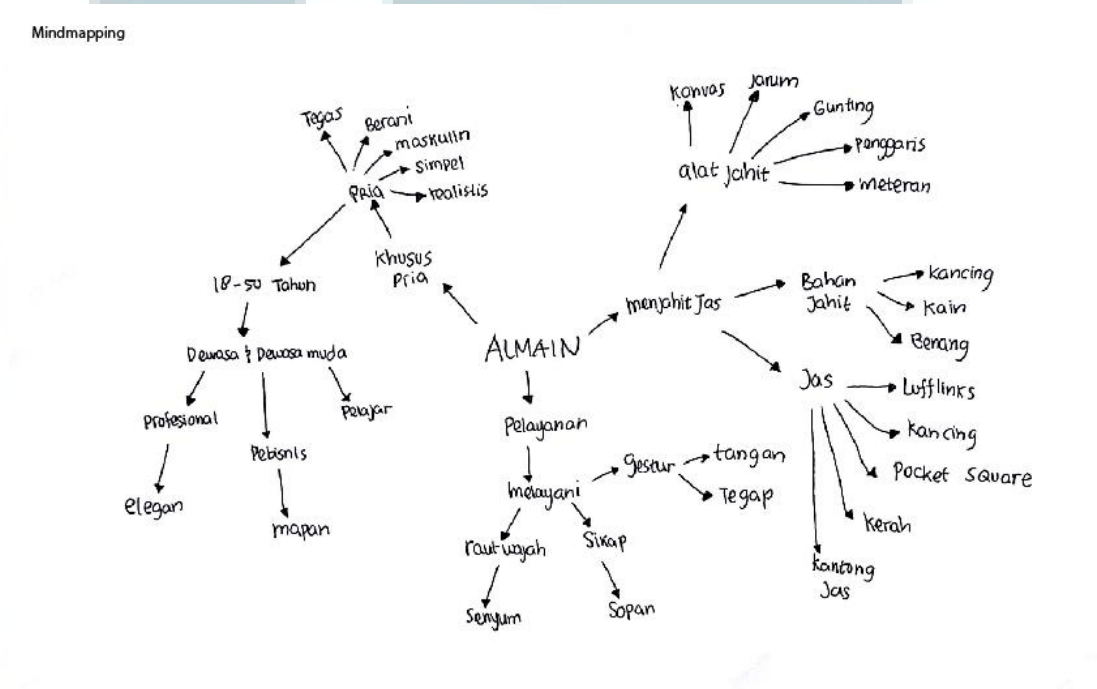 Mindmapping
Tegas
Berani
maskulin
simpel
realistis
Pria
Khusus
Pria
18-50 Tahun
Dewasa & Dewasa muda
Profesional
elegan
Pebisnis
mapan
Pelajar
ALMAIN
Pelayanan
melayani
gestur
tangan
Tegap
raut wajah
Senyum
Sikap
Sopan
menjahit Jas
alat jahit
Kanvas
Jarum
Gunting
Penggaris
meteran
Bahan
Jahit
Kancing
Kain
Benang
Jas
Lufflinks
Kancing
Pocket Square
Kerah
Kantong
Jas